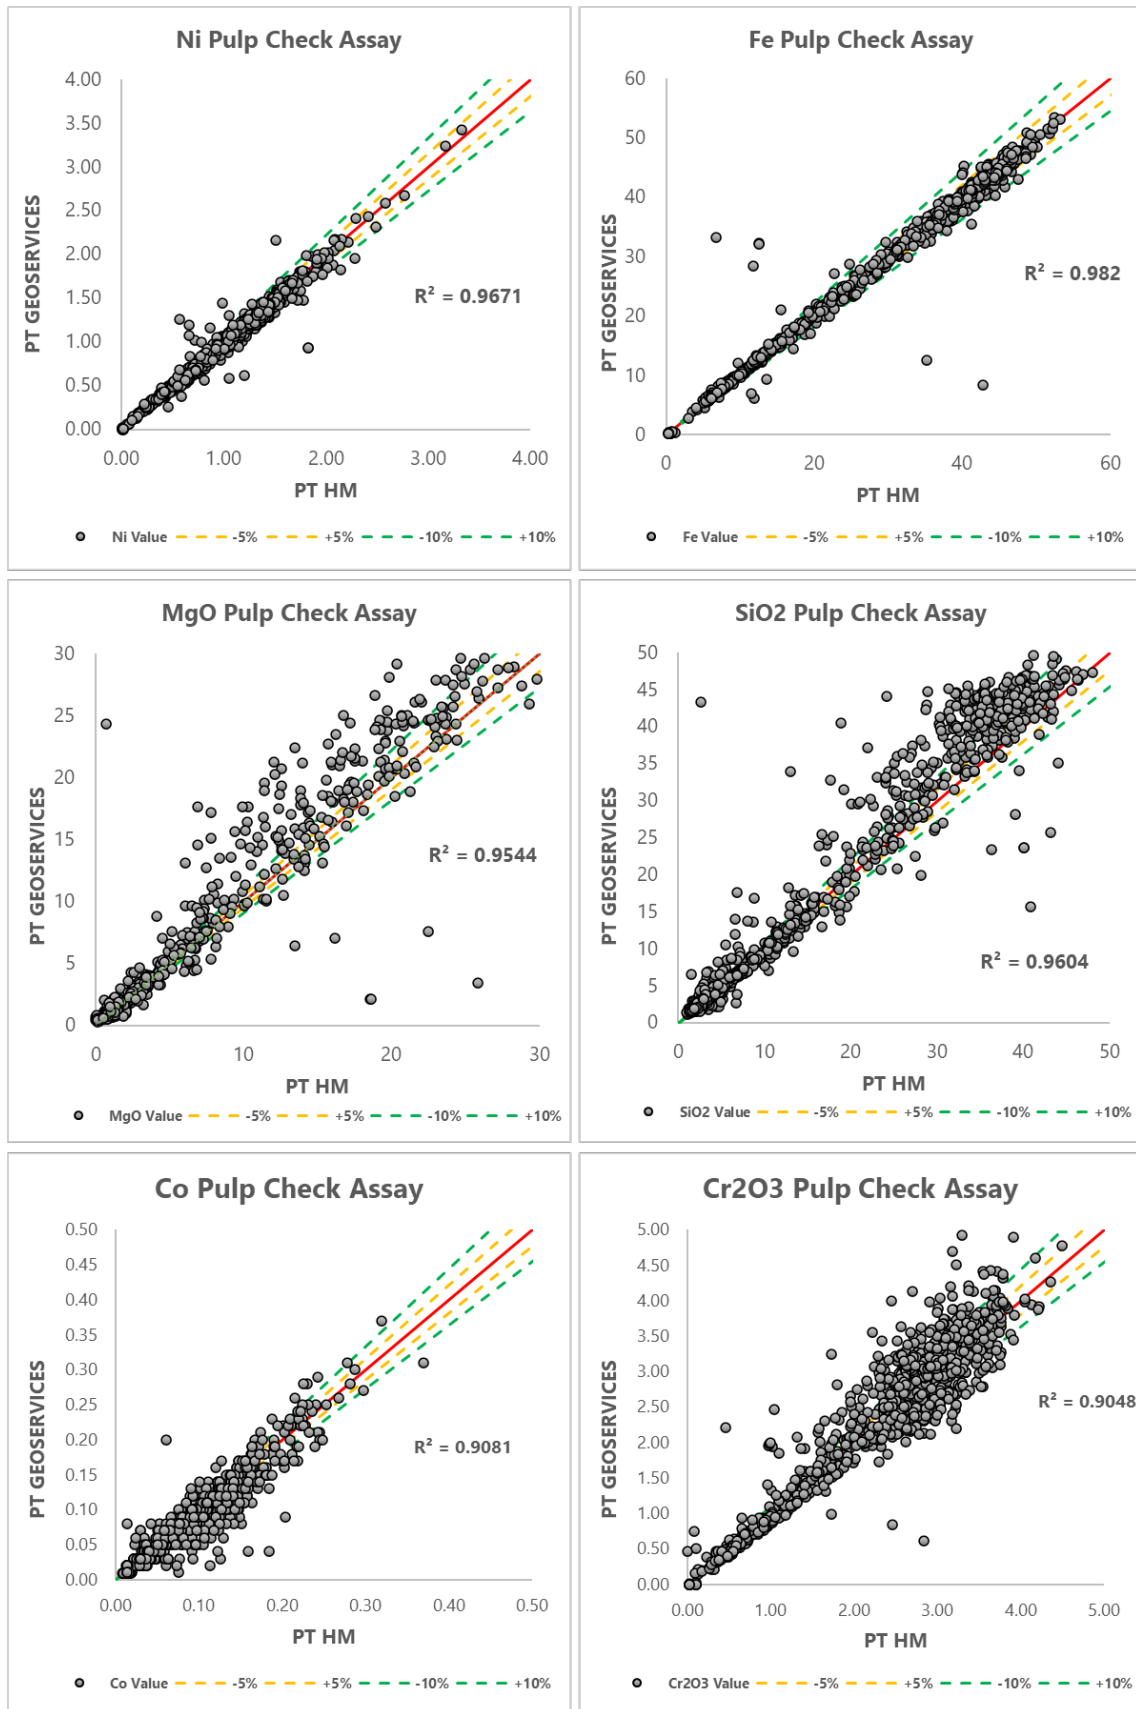 Ni Pulp Check Assay
4.00
3.50
3.00
2.50
2.00
1.50
1.00
0.50
0.00
PT GEOSERVICES
R² = 0.9671
0.00 1.00 2.00 3.00 4.00
PT HM
Ni Value -5% +5% -10% +10%
Fe Pulp Check Assay
60
50
40
30
20
10
0
PT GEOSERVICES
R² = 0.982
0 20 40 60
PT HM
Fe Value -5% +5% -10% +10%
MgO Pulp Check Assay
30
25
20
15
10
5
0
PT GEOSERVICES
R² = 0.9544
0 10 20 30
PT HM
MgO Value -5% +5% -10% +10%
SiO2 Pulp Check Assay
50
45
40
35
30
25
20
15
10
5
0
PT GEOSERVICES
R² = 0.9604
0 10 20 30 40 50
PT HM
SiO2 Value -5% +5% -10% +10%
Co Pulp Check Assay
0.50
0.40
0.30
0.20
0.10
0.05
0.00
PT GEOSERVICES
R² = 0.9081
0.00 0.10 0.20 0.30 0.40 0.50
PT HM
Co Value -5% +5% -10% +10%
Cr2O3 Pulp Check Assay
5.00
4.50
4.00
3.50
3.00
2.50
2.00
1.50
1.00
0.50
0.00
PT GEOSERVICES
R² = 0.9048
0.00 1.00 2.00 3.00 4.00 5.00
PT HM
Cr2O3 Value -5% +5% -10% +10%